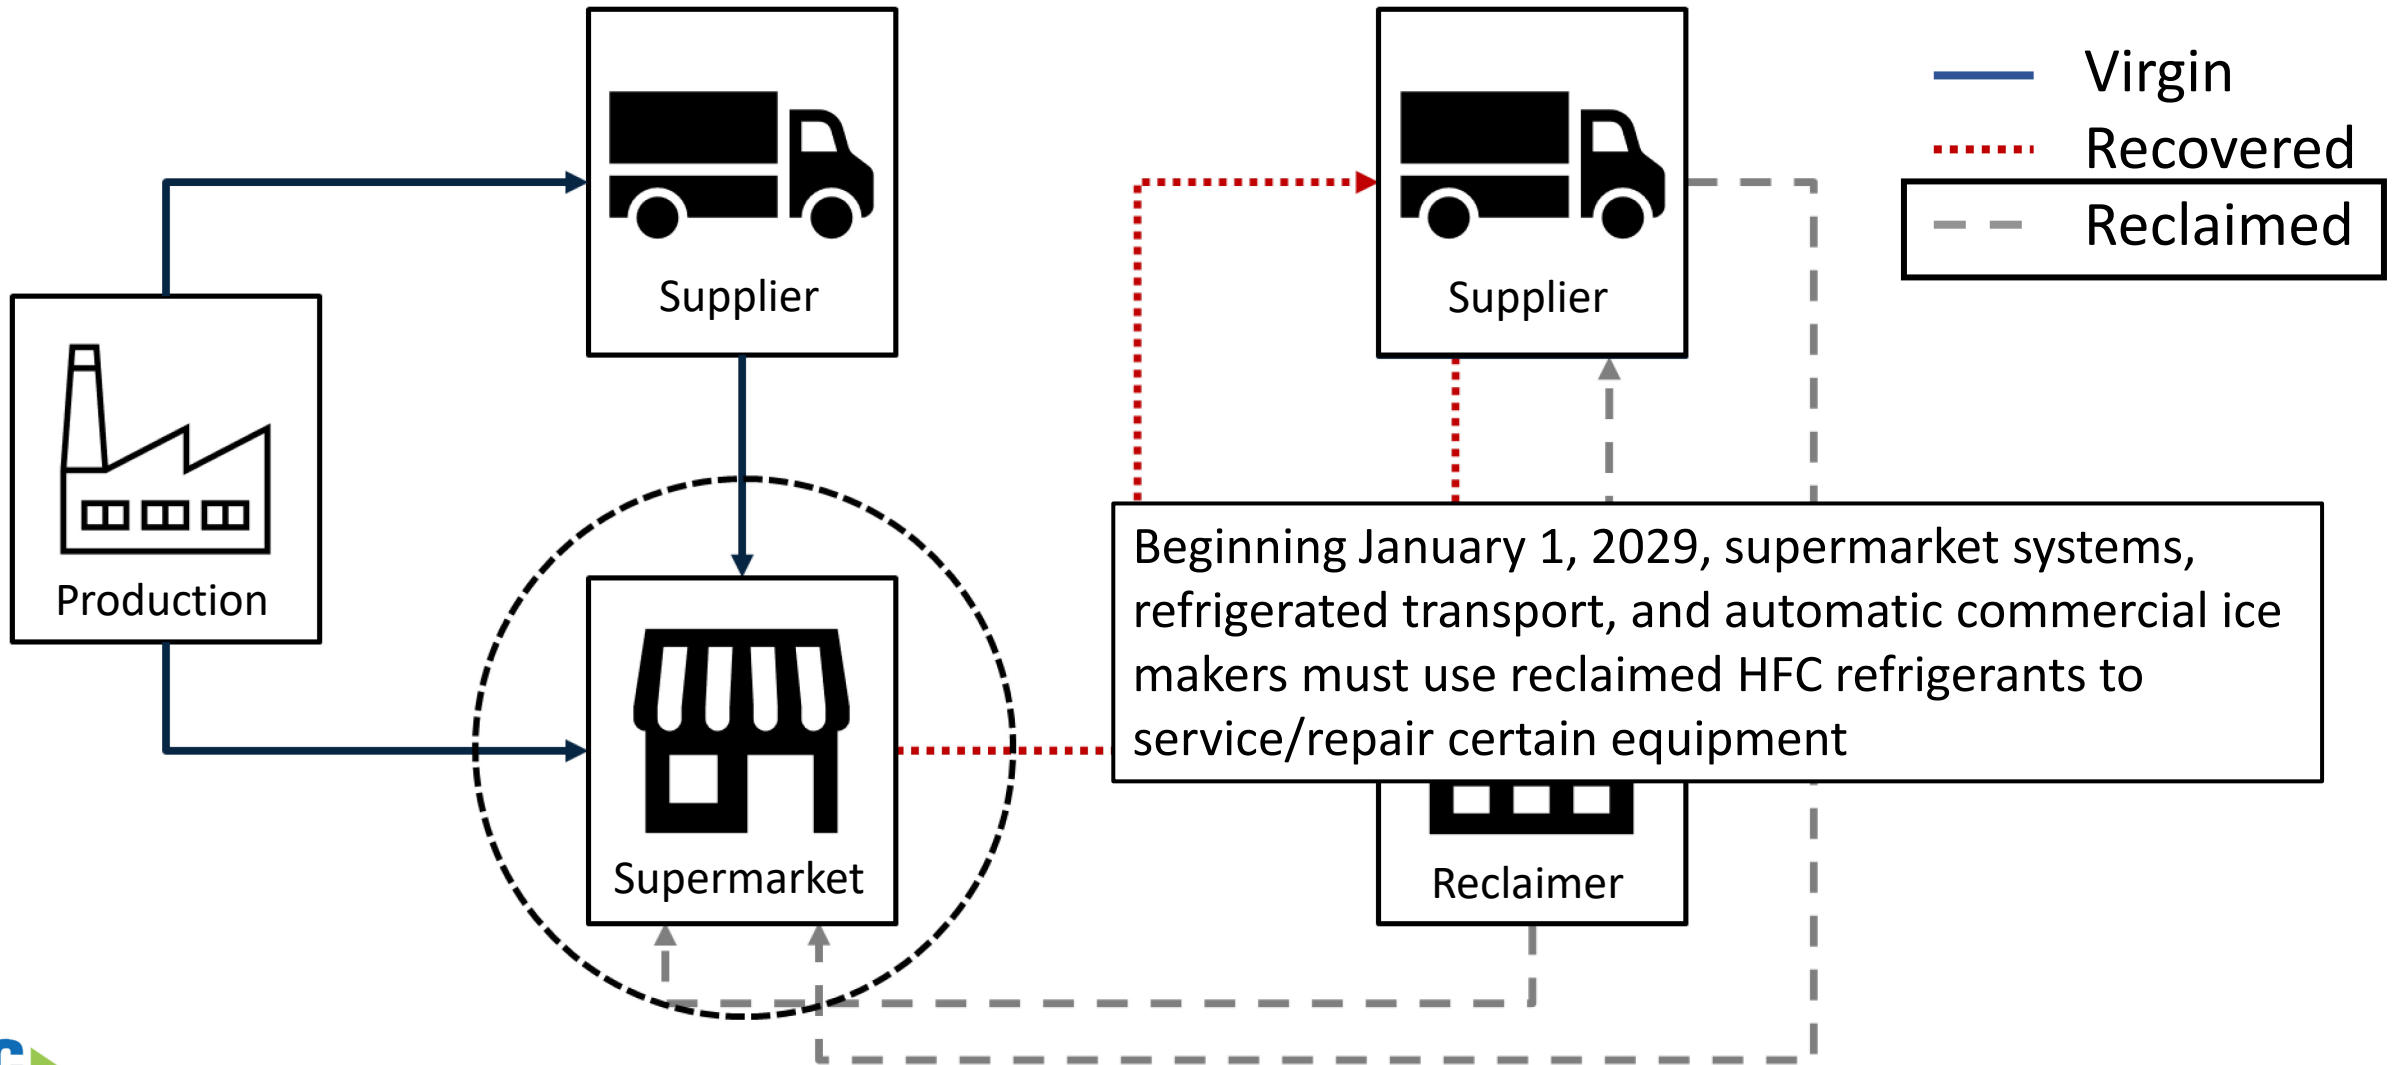 Virgin
Recovered
Reclaimed
Supplier
Supplier
Production
Beginning January 1, 2029, supermarket systems,
refrigerated transport, and automatic commercial ice
makers must use reclaimed HFC refrigerants to
service/repair certain equipment
Supermarket
Reclaimer